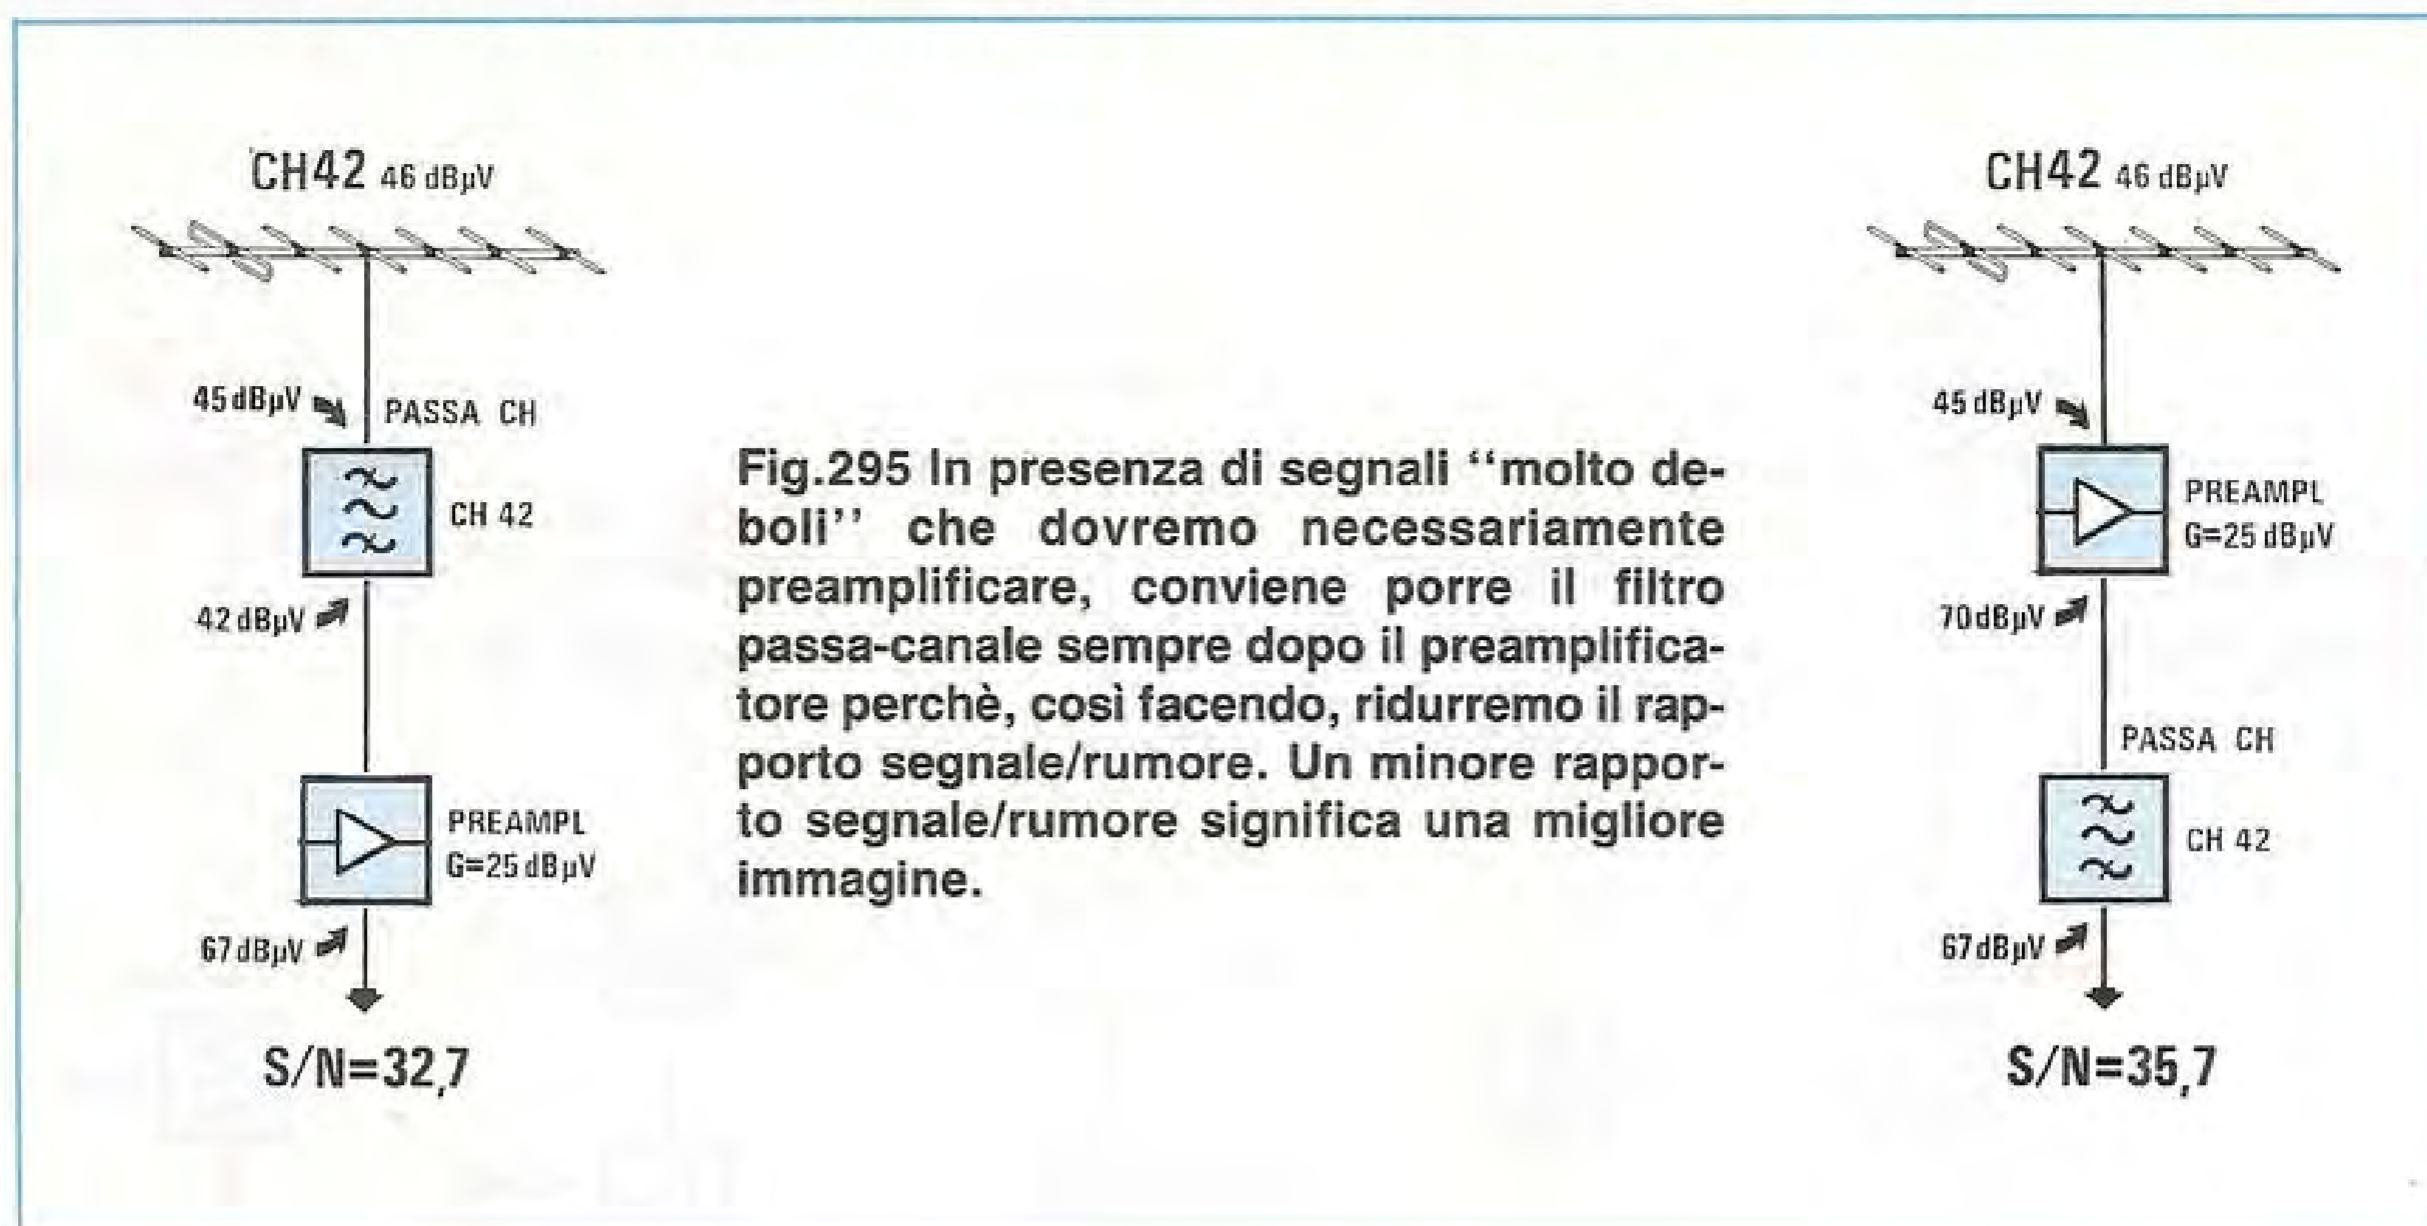 CH42 46 dBµV
45 dBµV
PASSA CH
CH 42
42 dBµV
PREAMPL
G=25 dBµV
67 dBµV
S/N=32,7
Fig.295 In presenza di segnali ‘‘molto de-
boli’’ che dovremo necessariamente
preamplificare, conviene porre il filtro
passa-canale sempre dopo il preamplifica-
tore perchè, così facendo, ridurremo il rap-
porto segnale/rumore. Un minore rappor-
to segnale/rumore significa una migliore
immagine.
CH42 46 dBµV
45 dBµV
PREAMPL
G=25 dBµV
70 dBµV
PASSA CH
CH 42
67 dBµV
S/N=35,7